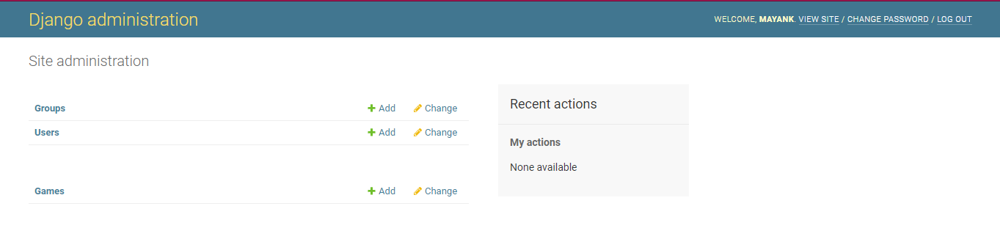 Django administration
WELCOME, MAYANK. VIEW SITE / CHANGE PASSWORD / LOG OUT
Site administration
Groups Add Change
Users Add Change
Games Add Change
Recent actions
My actions
None available